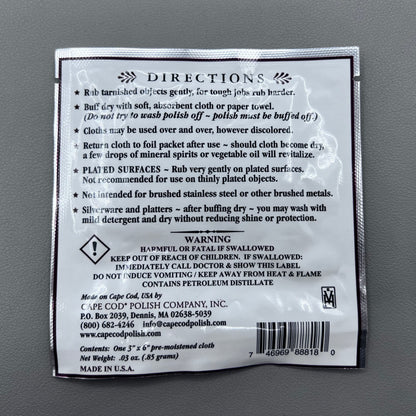 DIRECTIONS
★ Rub tarnished objects gently, for tough jobs rub harder.
★ Buff dry with soft, absorbent cloth or paper towel.
(Do not try to wash polish off ~ polish must be buffed off)
★ Cloths may be used over and over, however discolored.
★ Return cloth to foil packet after use ~ should cloth become dry,
a few drops of mineral spirits or vegetable oil will revitalize.
★ PLATED SURFACES ~ Rub very gently on plated surfaces.
Not recommended for use on thinly plated objects.
★ Not intended for brushed stainless steel or other brushed metals.
★ Silverware and platters ~ after buffing dry ~ you may wash with
mild detergent and dry without reducing shine or protection.
WARNING
HARMFUL OR FATAL IF SWALLOWED
KEEP OUT OF REACH OF CHILDREN. IF SWALLOWED:
IMMEDIATELY CALL DOCTOR & SHOW THIS LABEL
DO NOT INDUCE VOMITING / KEEP AWAY FROM HEAT & FLAME
CONTAINS PETROLEUM DISTILLATE
Made on Cape Cod, USA by
CAPE COD® POLISH COMPANY, INC.
P.O. Box 2039, Dennis, MA 02638-5039
(800) 682-4246 info@capecodpolish.com
www.capecodpolish.com
Contents: One 3" x 6" pre-moistened cloth
Net Weight: .03 oz. (.85 grams)
MADE IN U.S.A.
7 46969 88818 0